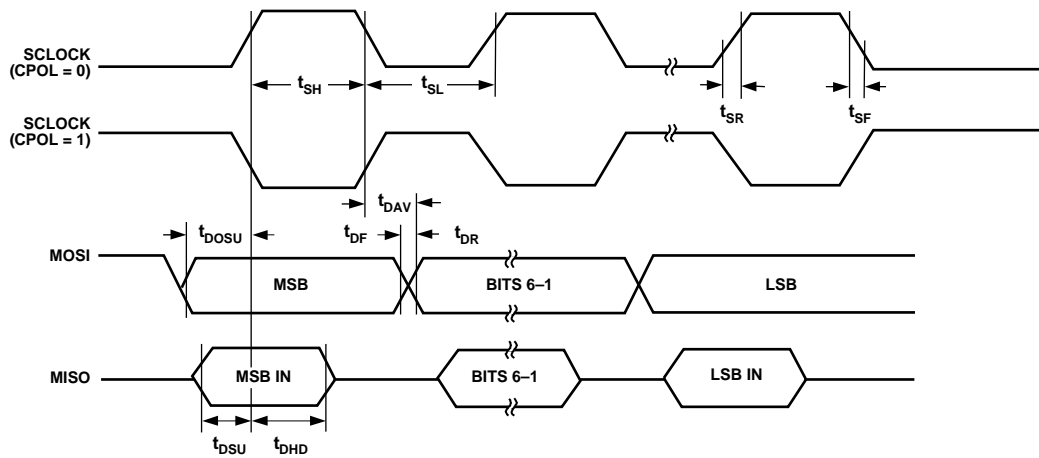 SCLOCK
(CPOL = 0)
tSH
tSL
tSR
tSF
SCLOCK
(CPOL = 1)
tDAV
tDOSU
tDF
tDR
MOSI
MSB
BITS 6–1
LSB
MISO
MSB IN
BITS 6–1
LSB IN
tDSU
tDHD